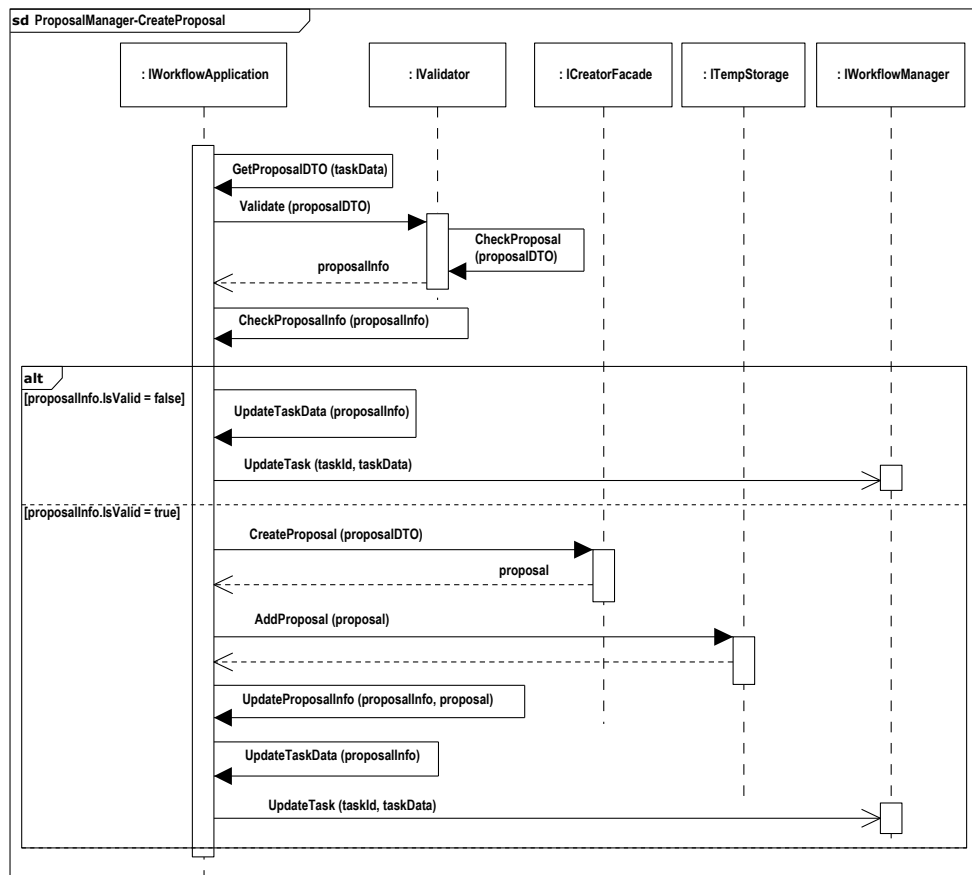 sd ProposalManager-CreateProposal
: IWorkflowApplication
: IValidator
: ICreatorFacade
: ITempStorage
: IWorkflowManager
GetProposalDTO (taskData)
Validate (proposalDTO)
CheckProposal
(proposalDTO)
proposalInfo
CheckProposalInfo (proposalInfo)
alt
[proposalInfo.IsValid = false]
UpdateTaskData (proposalInfo)
UpdateTask (taskId, taskData)
[proposalInfo.IsValid = true]
CreateProposal (proposalDTO)
proposal
AddProposal (proposal)
UpdateProposalInfo (proposalInfo, proposal)
UpdateTaskData (proposalInfo)
UpdateTask (taskId, taskData)